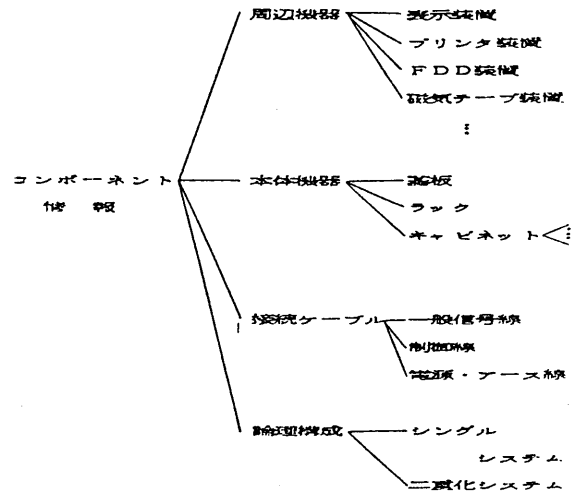 周辺機器
表示装置
プリンタ装置
FDD装置
磁気テープ装置
コンポーネント
情 報
本体機器
基板
ラック
キャビネット
接続ケーブル
一般信号線
制御線
電源・アース線
論理構成
シングル
システム
二重化システム